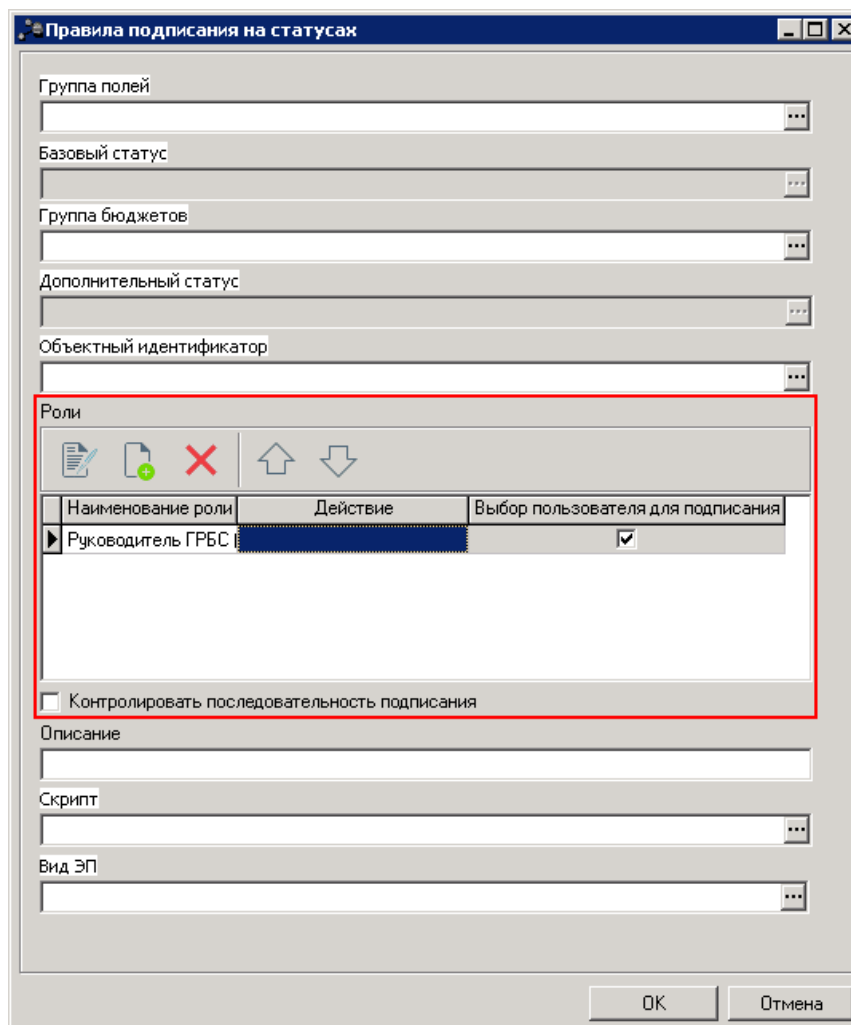 Правила подписания на статусах
Группа полей
Базовый статус
Группа бюджетов
Дополнительный статус
Объектный идентификатор
Роли
Наименование роли Действие Выбор пользователя для подписания
Руководитель ГРБС
Контролировать последовательность подписания
Описание
Скрипт
Вид ЭП
OK Отмена